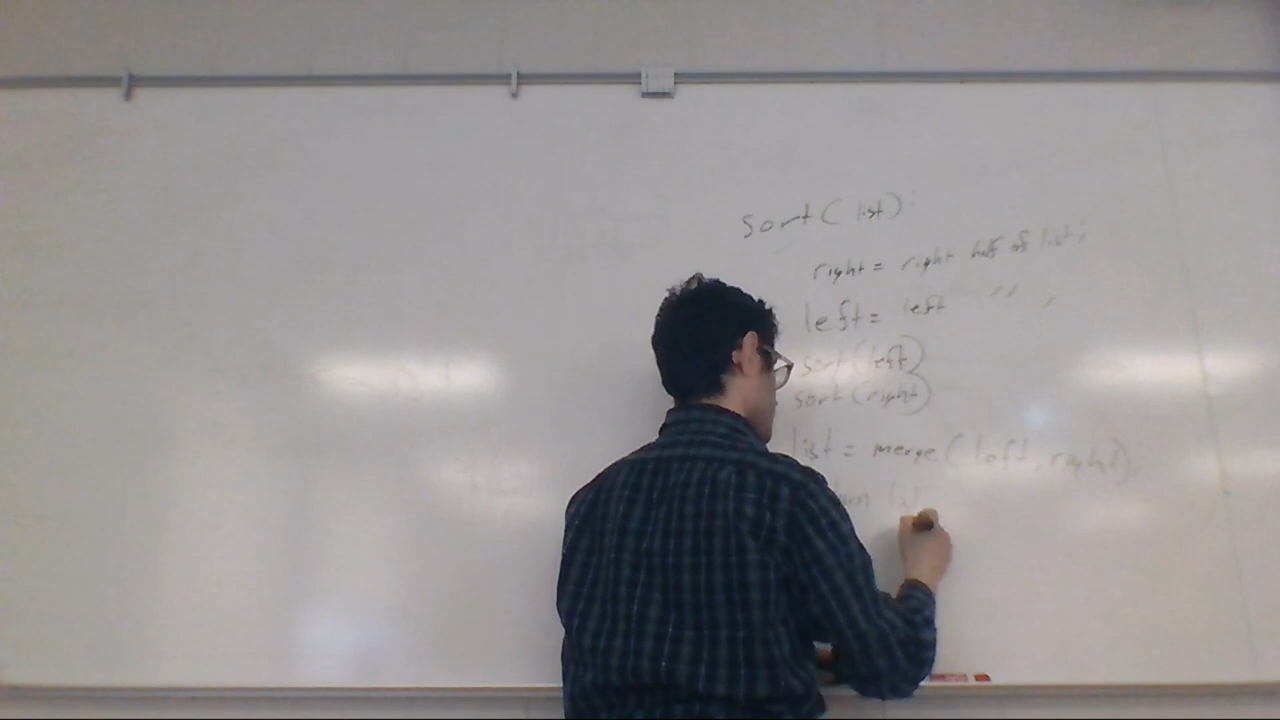 sort( list):
right = right half of list;
left = left " " ;
sort(left)
sort(right)
list = merge( left, right);